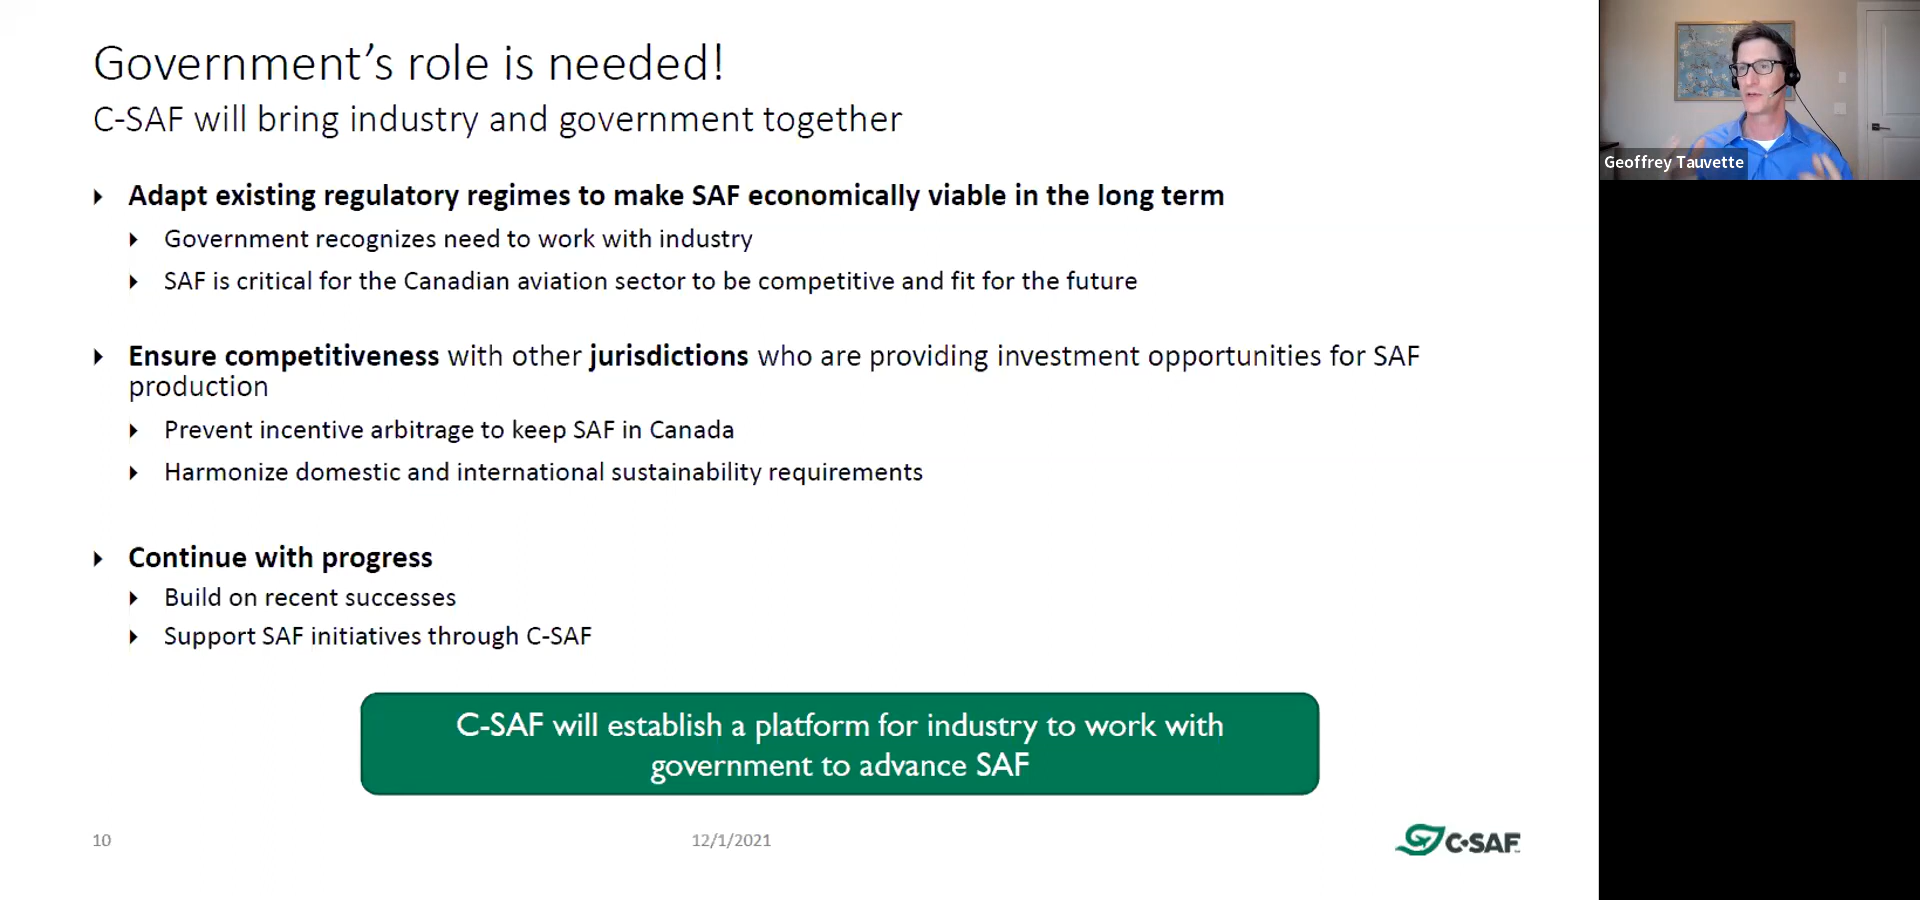 Government’s role is needed!
C-SAF will bring industry and government together
Adapt existing regulatory regimes to make SAF economically viable in the long term
Government recognizes need to work with industry
SAF is critical for the Canadian aviation sector to be competitive and fit for the future
Ensure competitiveness with other jurisdictions who are providing investment opportunities for SAF
production
Prevent incentive arbitrage to keep SAF in Canada
Harmonize domestic and international sustainability requirements
Continue with progress
Build on recent successes
Support SAF initiatives through C-SAF
C-SAF will establish a platform for industry to work with
government to advance SAF
10
12/1/2021
C·SAF
Geoffrey Tauvette